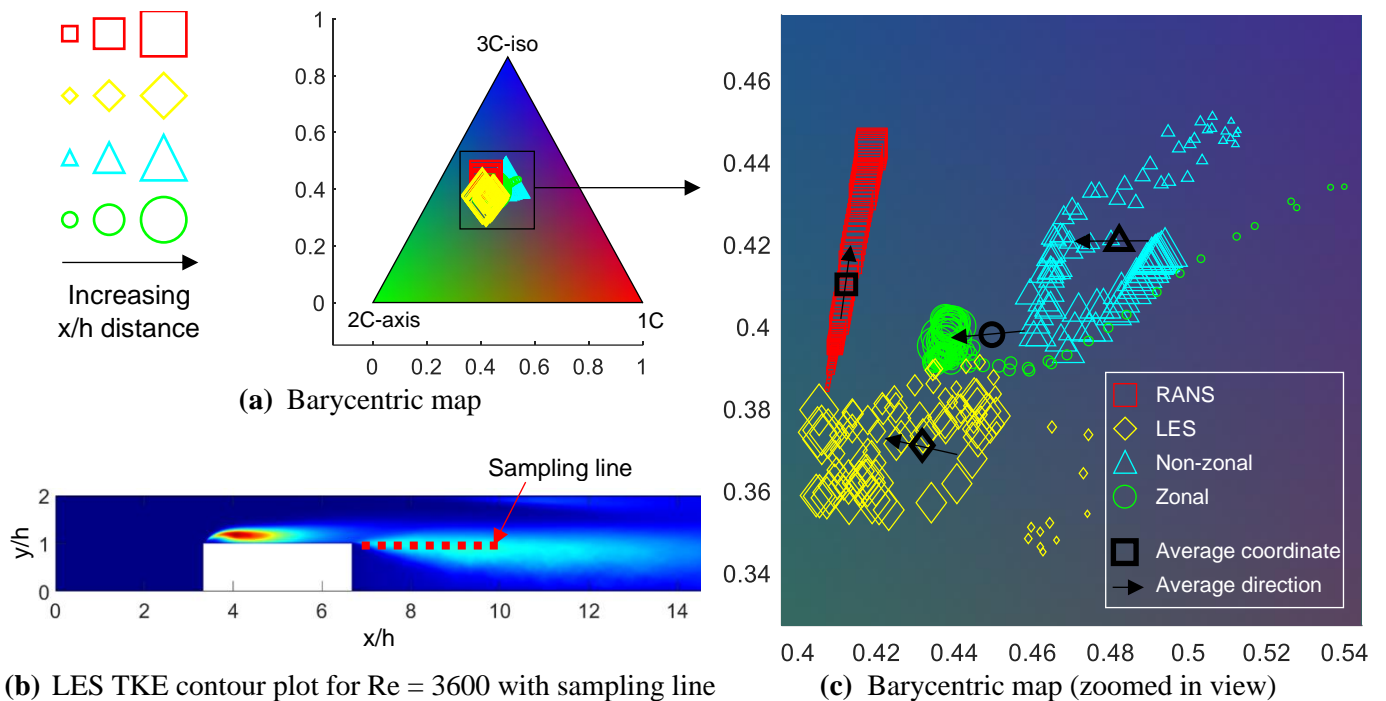 Increasing
x/h distance
1
0.8
0.6
0.4
0.2
0
3C-iso
2C-axis
1C
0
0.2
0.4
0.6
0.8
1
(a) Barycentric map
Sampling line
2
1
0
y/h
0
2
4
6
8
10
12
14
x/h
(b) LES TKE contour plot for Re = 3600 with sampling line
0.46
0.44
0.42
0.4
0.38
0.36
0.34
RANS
LES
Non-zonal
Zonal
Average coordinate
Average direction
0.4
0.42
0.44
0.46
0.48
0.5
0.52
0.54
(c) Barycentric map (zoomed in view)